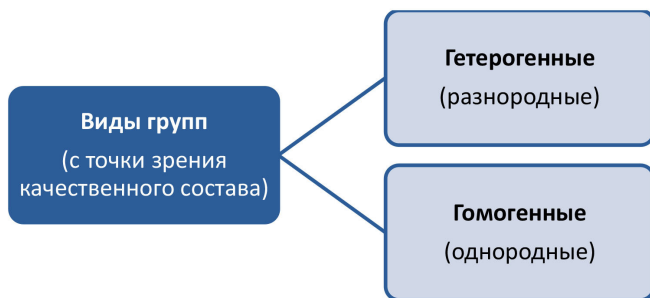 Виды групп
(с точки зрения
качественного состава)
Гетерогенные
(разнородные)
Гомогенные
(однородные)